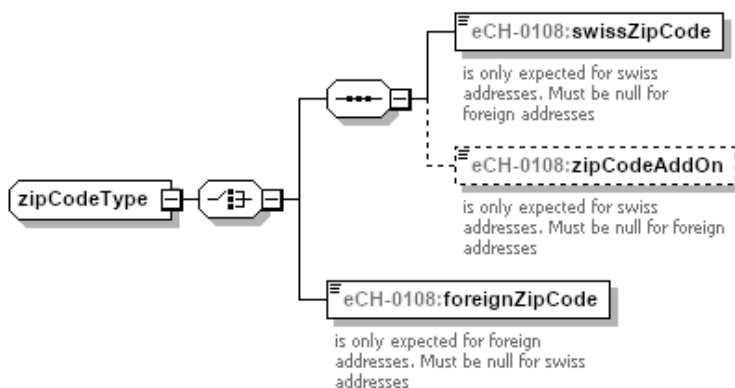 eCH-0108:swissZipCode
is only expected for swiss
addresses. Must be null for
foreign addresses
eCH-0108:zipCodeAddOn
is only expected for swiss
addresses. Must be null for foreign
addresses
zipCodeType
eCH-0108:foreignZipCode
is only expected for foreign
addresses. Must be null for swiss
addresses